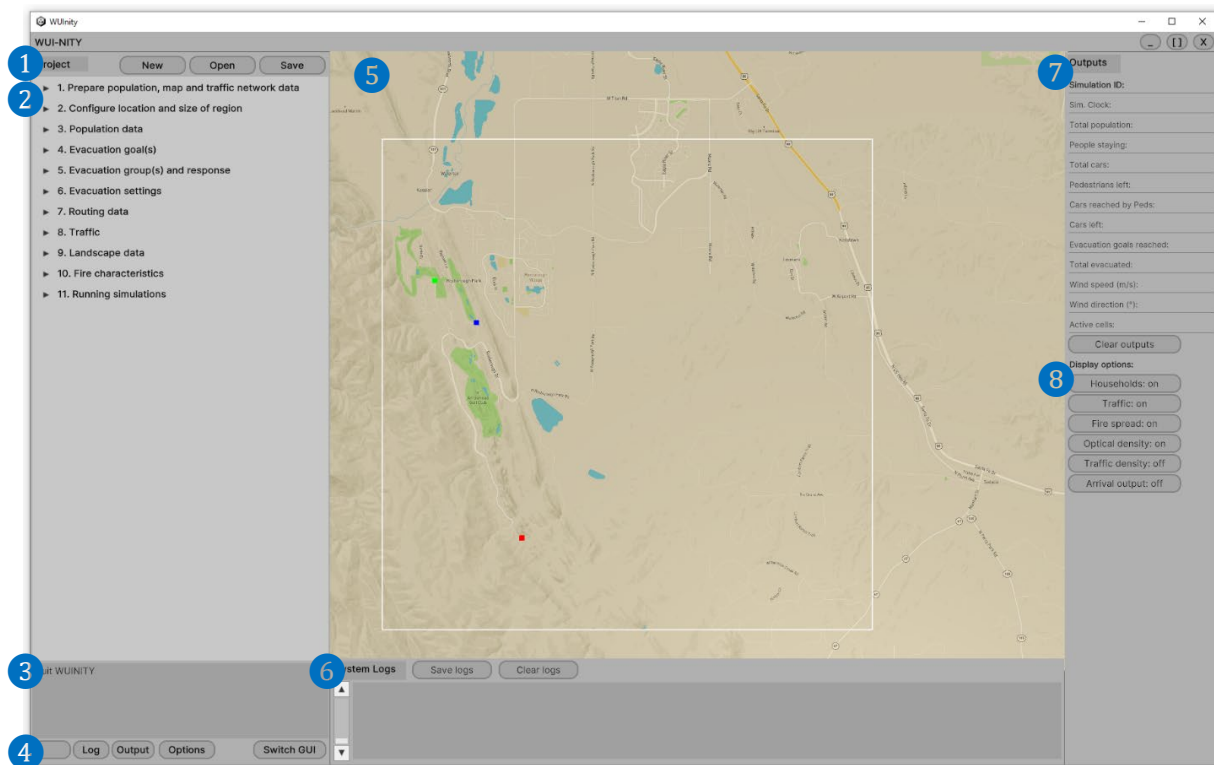 WUInity
WUI-NITY
_ [ ] X
1
Project New Open Save
2
1. Prepare population, map and traffic network data
2. Configure location and size of region
3. Population data
4. Evacuation goal(s)
5. Evacuation group(s) and response
6. Evacuation settings
7. Routing data
8. Traffic
9. Landscape data
10. Fire characteristics
11. Running simulations
3
uit WUINITY
4
Log Output Options Switch GUI
5
W Titan Rd
Roxborough Park
6
ystem Logs Save logs Clear logs
7
Outputs
Simulation ID:
Sim. Clock:
Total population:
People staying:
Total cars:
Pedestrians left:
Cars reached by Peds:
Cars left:
Evacuation goals reached:
Total evacuated:
Wind speed (m/s):
Wind direction (°):
Active cells:
Clear outputs
Display options:
8
Households: on
Traffic: on
Fire spread: on
Optical density: on
Traffic density: off
Arrival output: off